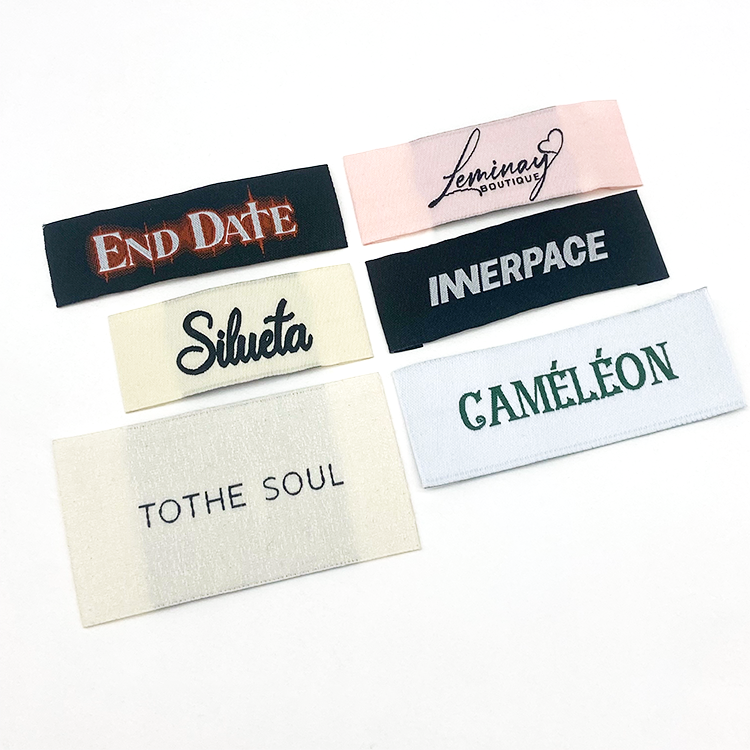 END DATE
Leminay
BOUTIQUE
INNERPACE
Silueta
CAMÉLÉON
TOTHE SOUL